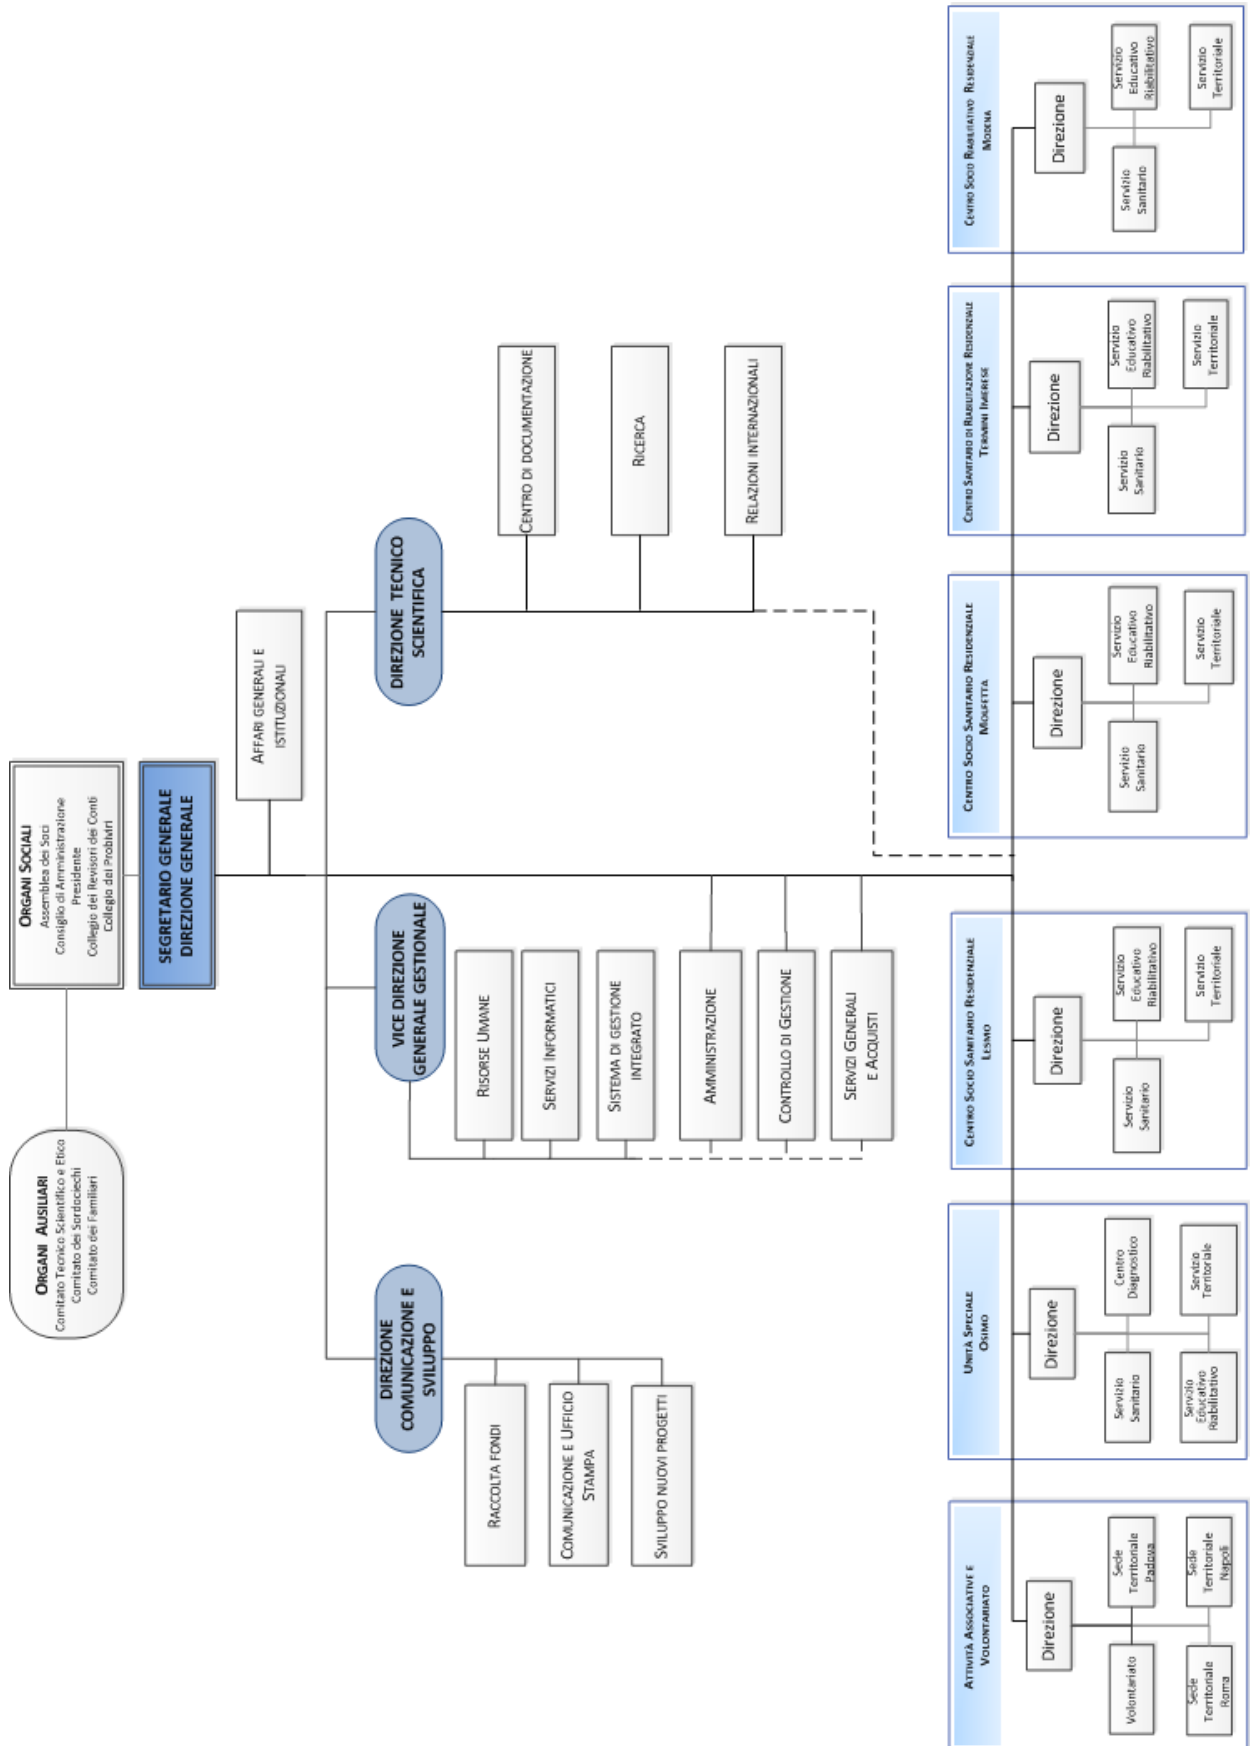 ORGANI AUSILIARI
Comitato Tecnico Scientifico e Etico
Comitato dei Sordociechi
Comitato dei Familiari
ORGANI SOCIALI
Assemblea dei Soci
Consiglio di Amministrazione
Presidente
Collegio dei Revisori dei Conti
Collegio dei Probiviri
SEGRETARIO GENERALE
DIREZIONE GENERALE
AFFARI GENERALI E
ISTITUZIONALI
DIREZIONE
COMUNICAZIONE E
SVILUPPO
RACCOLTA FONDI
COMUNICAZIONE E UFFICIO
STAMPA
SVILUPPO NUOVI PROGETTI
VICE DIREZIONE
GENERALE GESTIONALE
RISORSE UMANE
SERVIZI INFORMATICI
SISTEMA DI GESTIONE
INTEGRATO
AMMINISTRAZIONE
CONTROLLO DI GESTIONE
SERVIZI GENERALI
E ACQUISTI
DIREZIONE TECNICO
SCIENTIFICA
CENTRO DI DOCUMENTAZIONE
RICERCA
RELAZIONI INTERNAZIONALI
ATTIVITÀ ASSOCIATIVE E
VOLONTARIATO
Direzione
Volontariato
Sede
Territoriale
Padova
Sede
Territoriale
Roma
Sede
Territoriale
Napoli
UNITÀ SPECIALE
OSIMO
Direzione
Servizio
Sanitario
Centro
Diagnostico
Servizio
Educativo
Riabilitativo
Servizio
Territoriale
CENTRO SOCIO SANITARIO RESIDENZIALE
LESMO
Direzione
Servizio
Sanitario
Servizio
Educativo
Riabilitativo
Servizio
Territoriale
CENTRO SOCIO SANITARIO RESIDENZIALE
MOLFETTA
Direzione
Servizio
Sanitario
Servizio
Educativo
Riabilitativo
Servizio
Territoriale
CENTRO SANITARIO DI RIABILITAZIONE RESIDENZIALE
TERMINI IMERESE
Direzione
Servizio
Sanitario
Servizio
Educativo
Riabilitativo
Servizio
Territoriale
CENTRO SOCIO RIABILITATIVO RESIDENZIALE
MODENA
Direzione
Servizio
Sanitario
Servizio
Educativo
Riabilitativo
Servizio
Territoriale